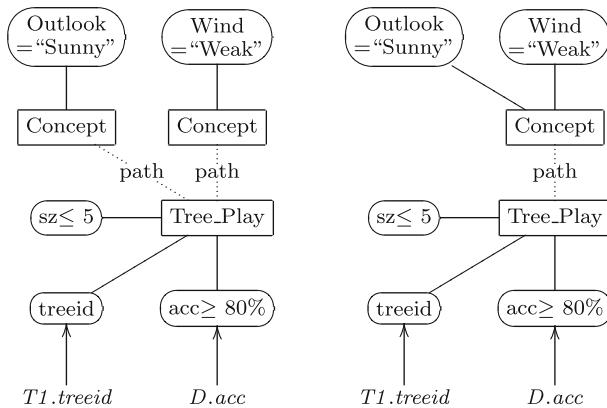 Outlook
=“Sunny”
Wind
=“Weak”
Concept
Concept
path
path
sz≤ 5
Tree_Play
treeid
acc≥ 80%
T1.treeid
D.acc
Outlook
=“Sunny”
Wind
=“Weak”
Concept
path
sz≤ 5
Tree_Play
treeid
acc≥ 80%
T1.treeid
D.acc